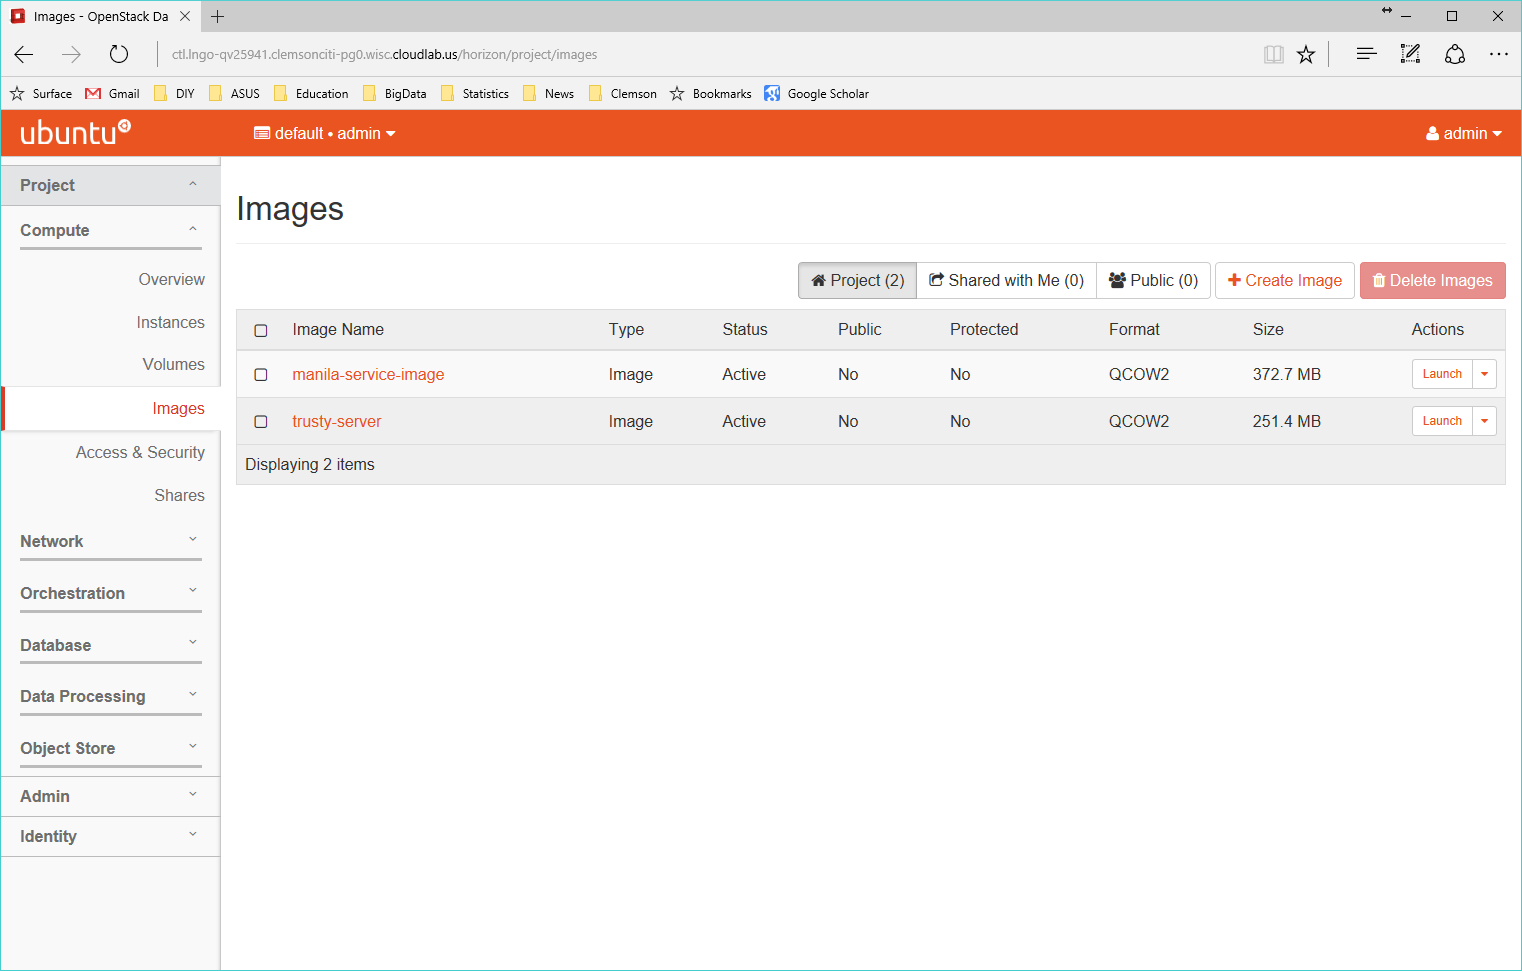 Images - OpenStack Da
ctl.lngo-qv25941.clemsonciti-pg0.wisc.cloudlab.us/horizon/project/images
Surface Gmail DIY ASUS Education BigData Statistics News Clemson Bookmarks Google Scholar
ubuntu default • admin admin
Project
Compute
Overview
Instances
Volumes
Images
Access & Security
Shares
Network
Orchestration
Database
Data Processing
Object Store
Admin
Identity
Images
Project (2) Shared with Me (0) Public (0) Create Image Delete Images
Image Name Type Status Public Protected Format Size Actions
manila-service-image Image Active No No QCOW2 372.7 MB Launch
trusty-server Image Active No No QCOW2 251.4 MB Launch
Displaying 2 items